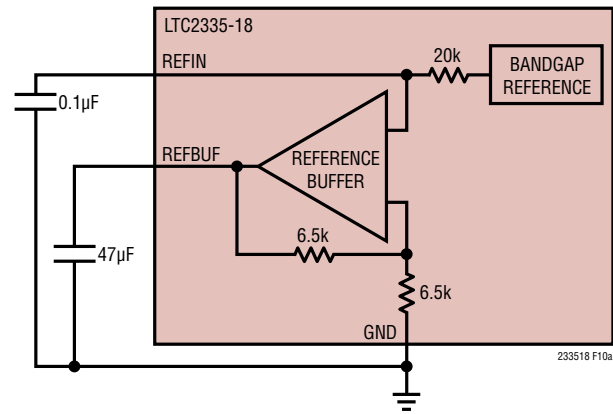 LTC2335-18
REFIN
20k
BANDGAP
REFERENCE
0.1µF
REFBUF
REFERENCE
BUFFER
6.5k
47µF
6.5k
GND
233518 F10a